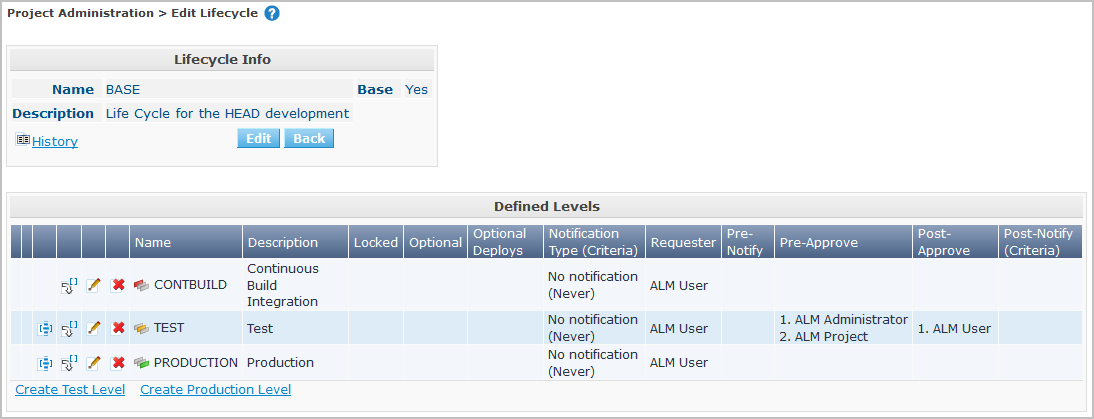 Project Administration > Edit Lifecycle ?
Lifecycle Info
Name BASE Base Yes
Description Life Cycle for the HEAD development
History Edit Back
Defined Levels
Name Description Locked Optional Optional Deploys Notification Type (Criteria) Requester Pre-Notify Pre-Approve Post-Approve Post-Notify (Criteria)
CONTBUILD Continuous Build Integration No notification (Never) ALM User
TEST Test No notification (Never) ALM User 1. ALM Administrator 2. ALM Project 1. ALM User
PRODUCTION Production No notification (Never) ALM User
Create Test Level Create Production Level